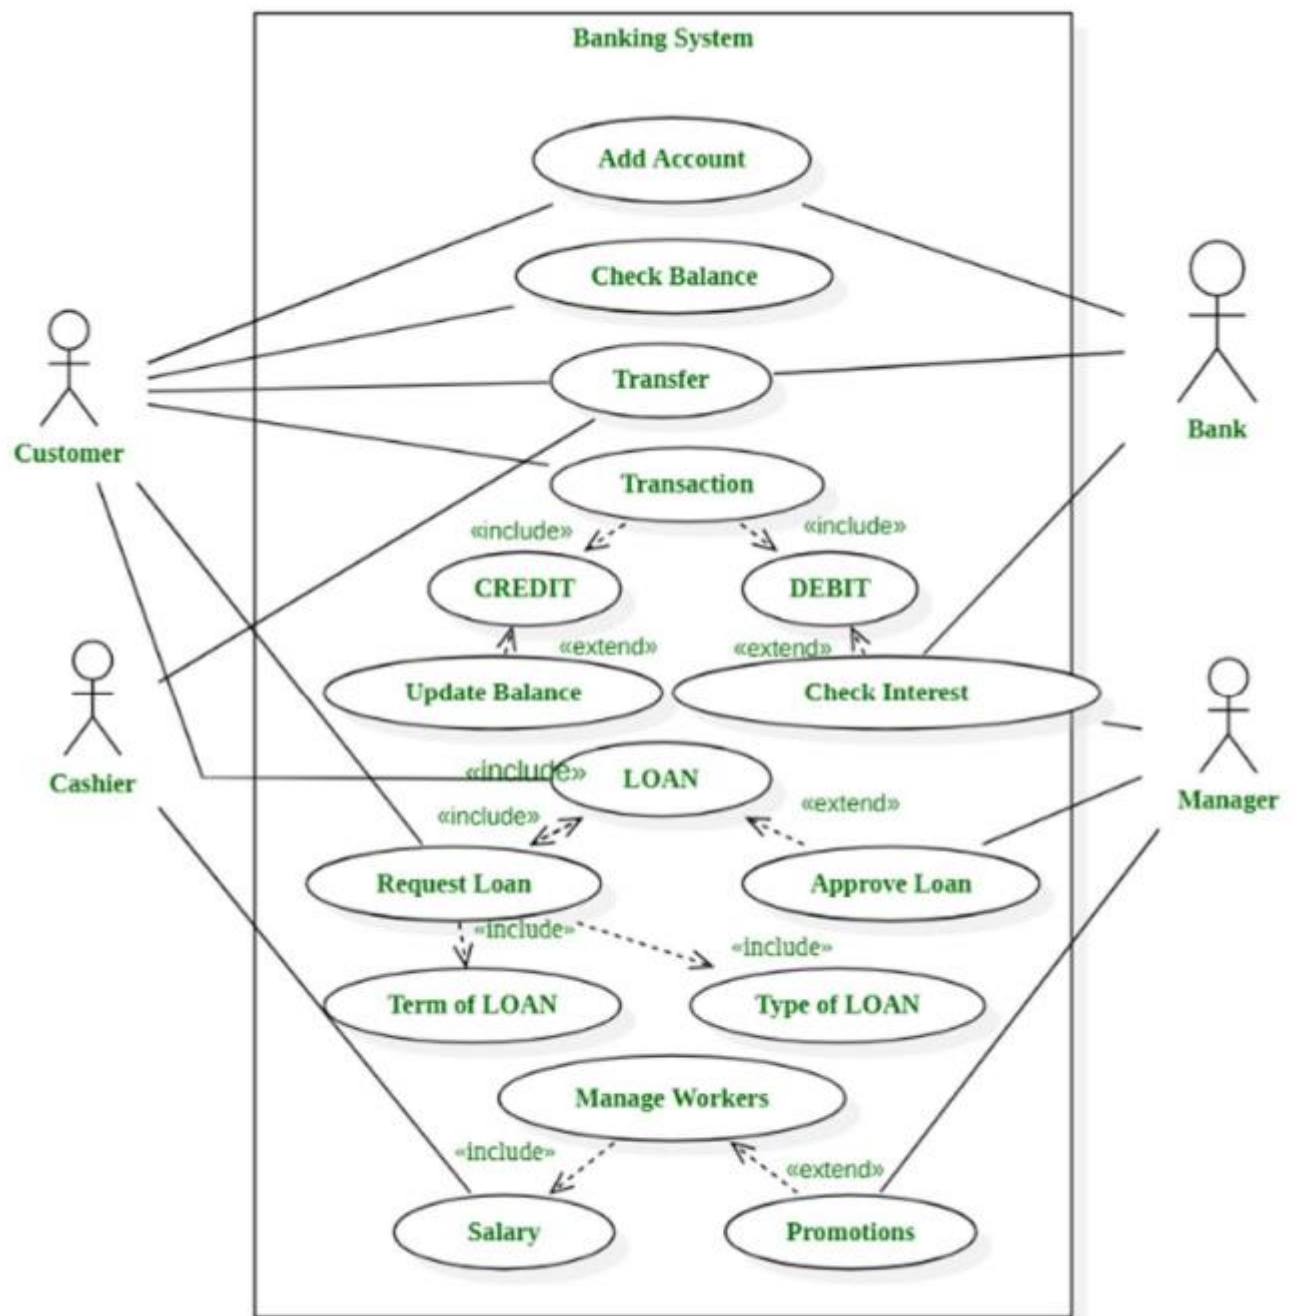 Banking System
Add Account
Check Balance
Transfer
Customer
Bank
Transaction
«include»
«include»
CREDIT
DEBIT
«extend»
«extend»
Update Balance
Check Interest
Cashier
«include»
LOAN
Manager
«include»
«extend»
Request Loan
Approve Loan
«include»
«include»
Term of LOAN
Type of LOAN
Manage Workers
«include»
«extend»
Salary
Promotions